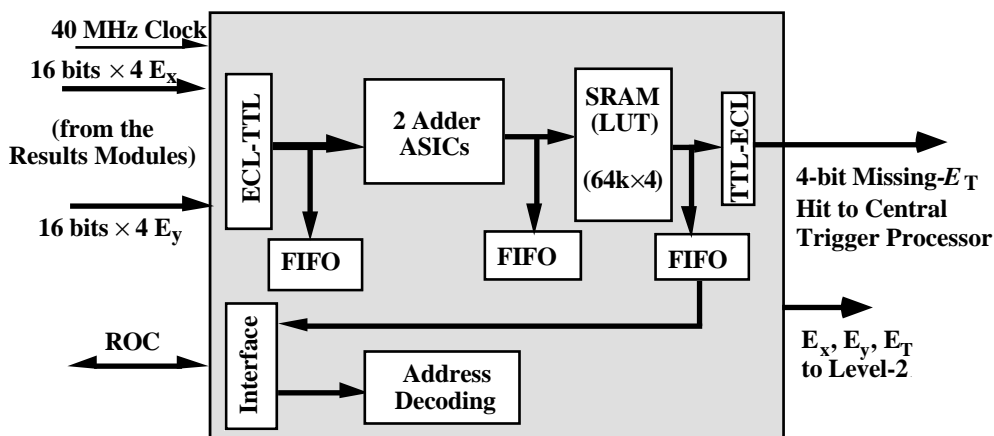 40 MHz Clock
16 bits × 4 Ex
(from the
Results Modules)
16 bits × 4 Ey
ROC
ECL-TTL
2 Adder
ASICs
SRAM
(LUT)
(64k×4)
TTL-ECL
FIFO
FIFO
FIFO
Interface
Address
Decoding
4-bit Missing-ET
Hit to Central
Trigger Processor
Ex, Ey, ET
to Level-2